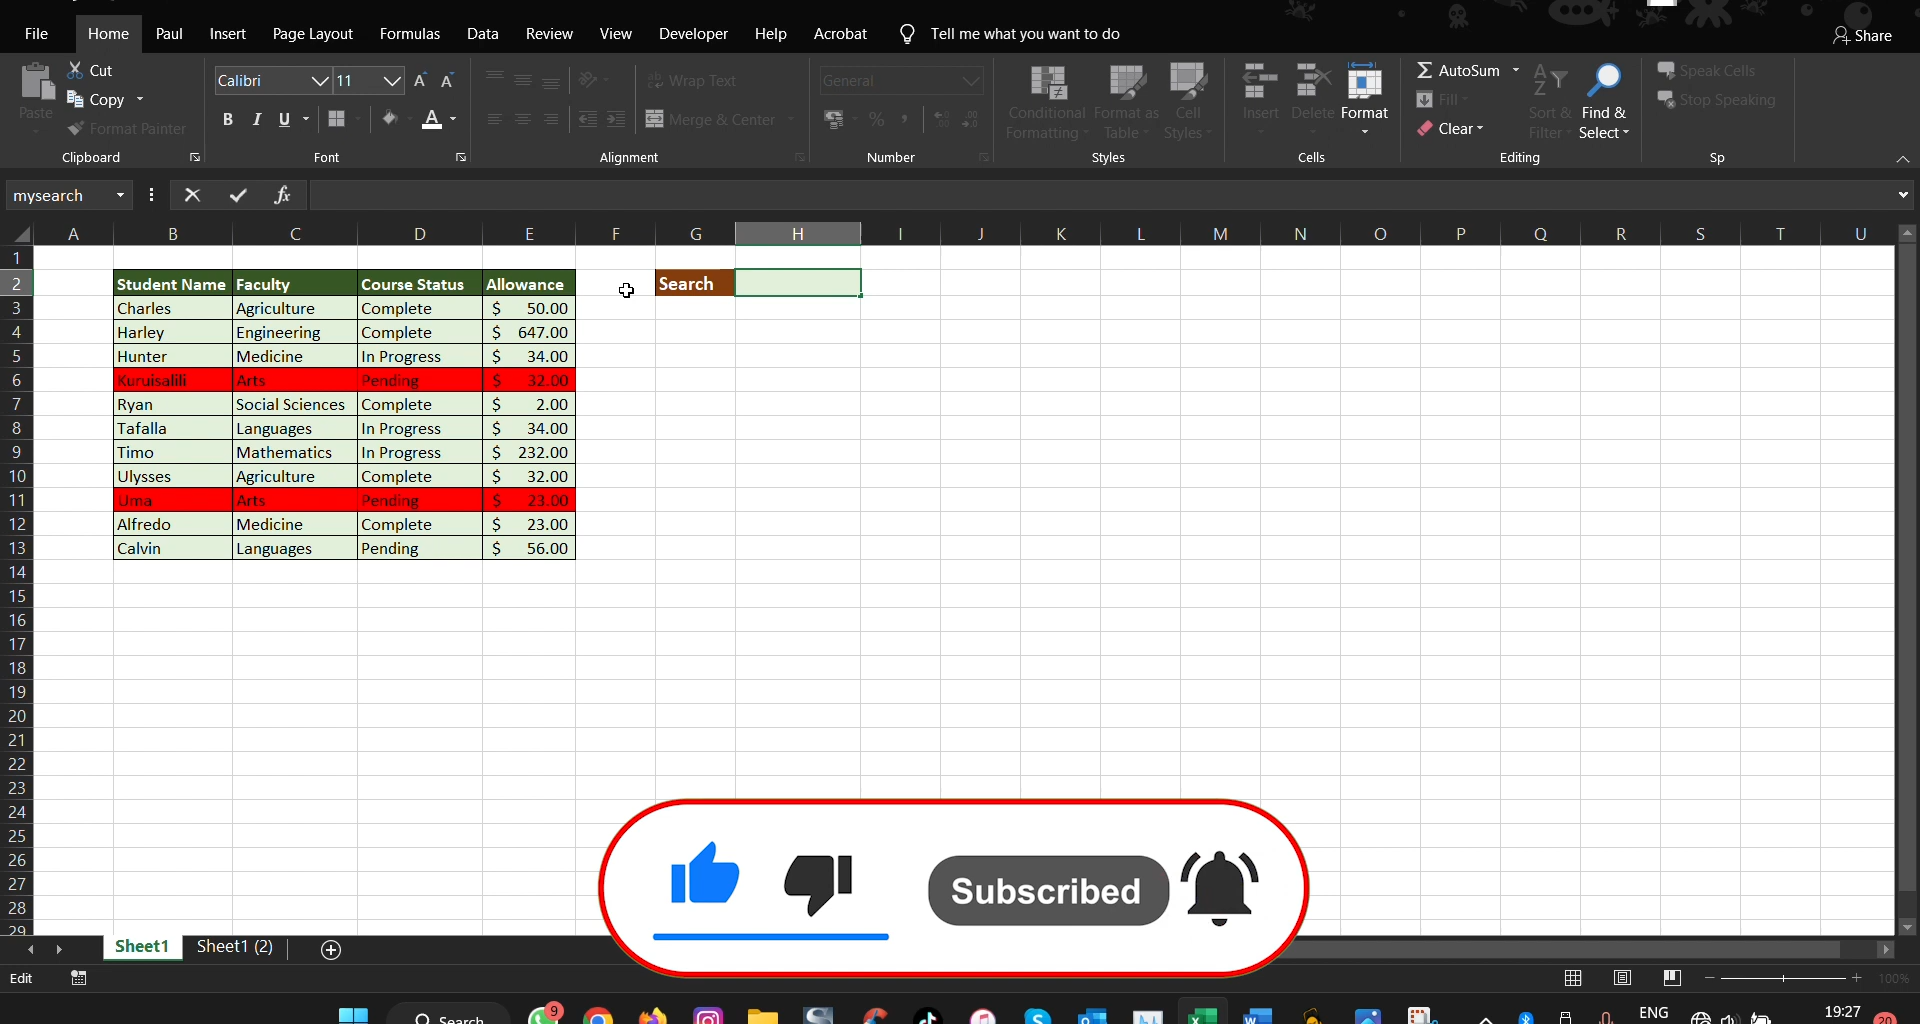 File Home Paul Insert Page Layout Formulas Data Review View Developer Help Acrobat Tell me what you want to do Share
Paste
Cut
Copy
Format Painter
Clipboard
Calibri 11 A A
B I U A
Font
Wrap Text
Merge & Center
Alignment
General
% ,
Number
Conditional Formatting
Format as Table
Cell Styles
Styles
Insert Delete Format
Cells
AutoSum
Fill
Clear
Sort & Filter
Find & Select
Editing
Speak Cells
Stop Speaking
Sp
mysearch fx
A B C D E F G H I J K L M N O P Q R S T U
1
2 Student Name Faculty Course Status Allowance Search
3 Charles Agriculture Complete $ 50.00
4 Harley Engineering Complete $ 647.00
5 Hunter Medicine In Progress $ 34.00
6 Kuruisalili Arts Pending $ 32.00
7 Ryan Social Sciences Complete $ 2.00
8 Tafalla Languages In Progress $ 34.00
9 Timo Mathematics In Progress $ 232.00
10 Ulysses Agriculture Complete $ 32.00
11 Uma Arts Pending $ 23.00
12 Alfredo Medicine Complete $ 23.00
13 Calvin Languages Pending $ 56.00
14
15
16
17
18
19
20
21
22
23
24
25
26
27
28
29
Subscribed
Sheet1 Sheet1 (2)
Edit 100%
Search 9 ENG 19:27 20